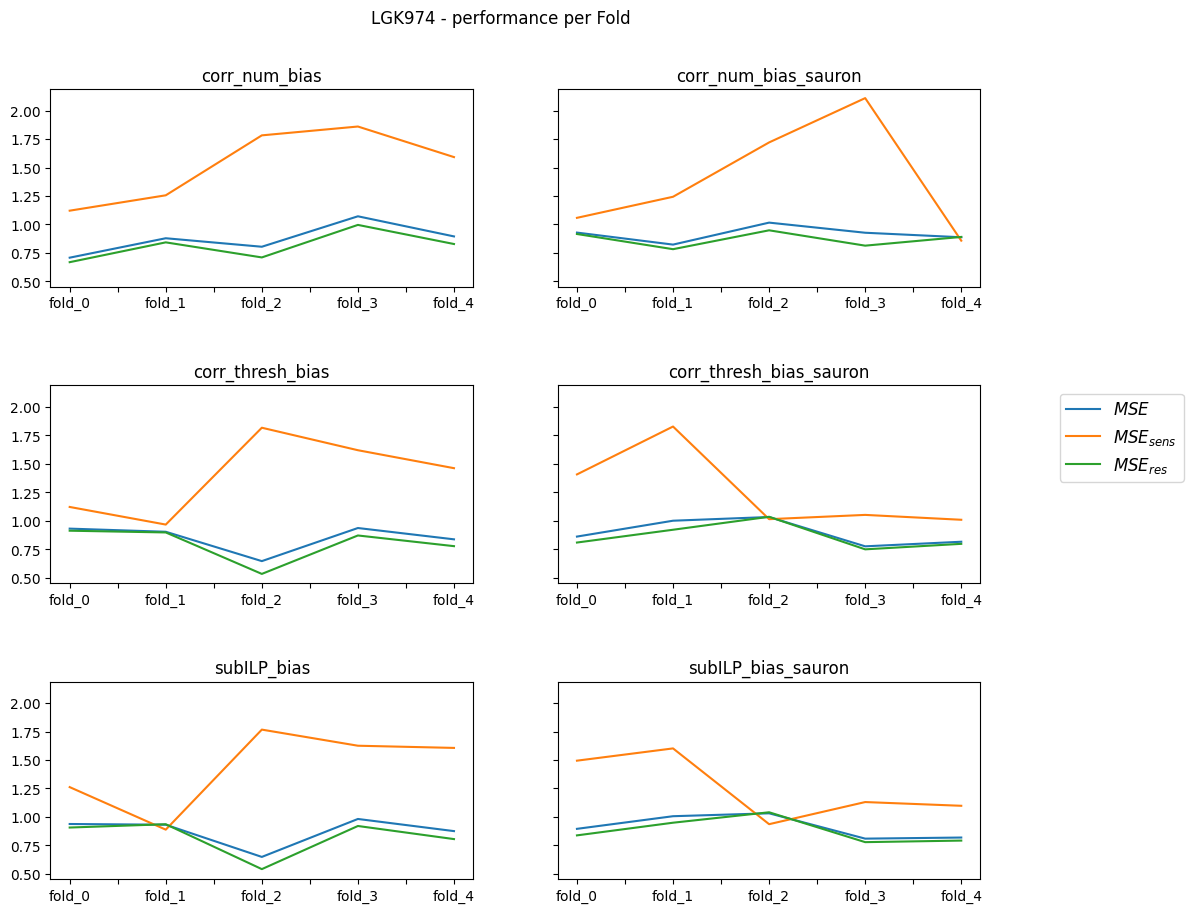 LGK974 - performance per Fold
corr_num_bias
2.00
1.75
1.50
1.25
1.00
0.75
0.50
fold_0 fold_1 fold_2 fold_3 fold_4
corr_num_bias_sauron
fold_0 fold_1 fold_2 fold_3 fold_4
corr_thresh_bias
2.00
1.75
1.50
1.25
1.00
0.75
0.50
fold_0 fold_1 fold_2 fold_3 fold_4
corr_thresh_bias_sauron
fold_0 fold_1 fold_2 fold_3 fold_4
MSE
MSE_sens
MSE_res
subILP_bias
2.00
1.75
1.50
1.25
1.00
0.75
0.50
fold_0 fold_1 fold_2 fold_3 fold_4
subILP_bias_sauron
fold_0 fold_1 fold_2 fold_3 fold_4